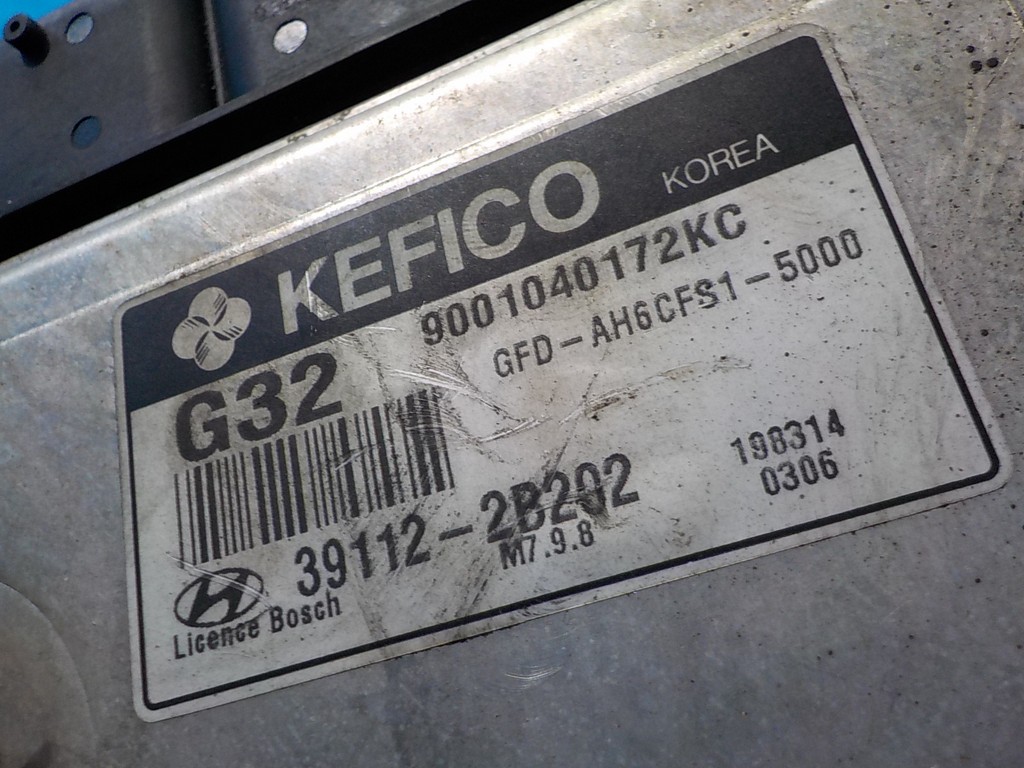 KEFICO KOREA
9001040172KC
G32 GFD-AH6CFS1-5000
198314
39112-2B202 0306
M7.9.8
Licence Bosch